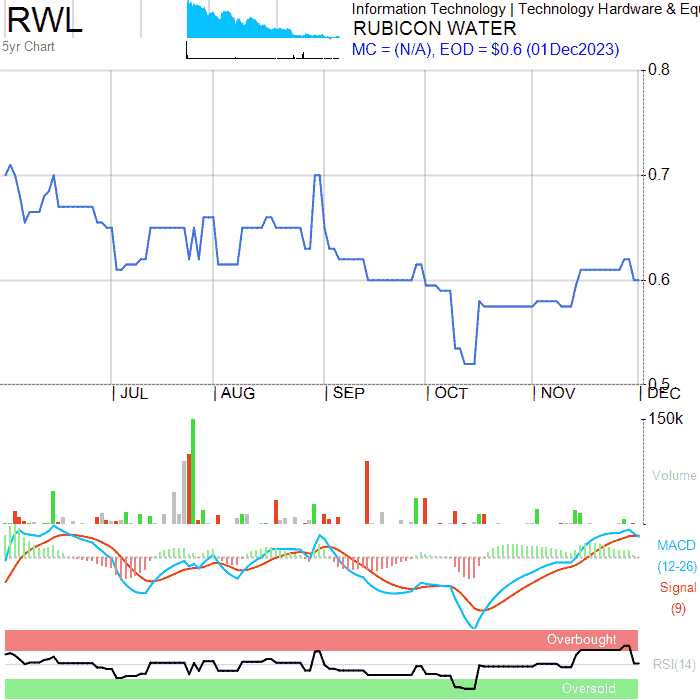 RWL
5yr Chart
Information Technology | Technology Hardware & Equ
RUBICON WATER
MC = (N/A), EOD = $0.6 (01Dec2023)
0.8
0.7
0.6
0.5
| JUL | AUG | SEP | OCT | NOV | DEC
150k
Volume
MACD
(12-26)
Signal
(9)
Overbought
RSI(14)
Oversold